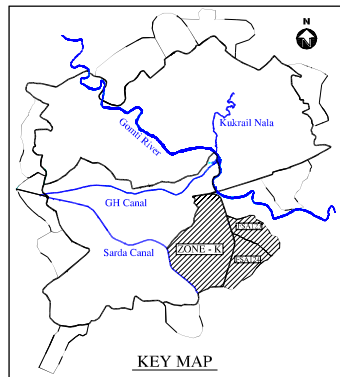 N
Kukrail Nala
Gomti River
GH Canal
ZONE - K
Sarda Canal
KEY MAP